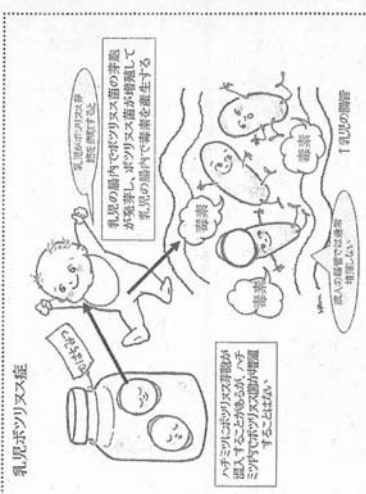 乳児ボツリヌス症
乳児がボツリヌス芽
胞を摂取すると
乳児の腸内でボツリヌス菌の芽胞
が発芽し、ボツリヌス菌が増殖して
乳児の腸内で毒素を産生する
はちみつ
ハチミツにボツリヌス芽胞が
混入することがあるが、ハチ
ミツ内でボツリヌス菌が増殖
することはない
毒素
毒素
毒素
毒素
↑乳児の腸管
成人の腸管では通常
増殖しない